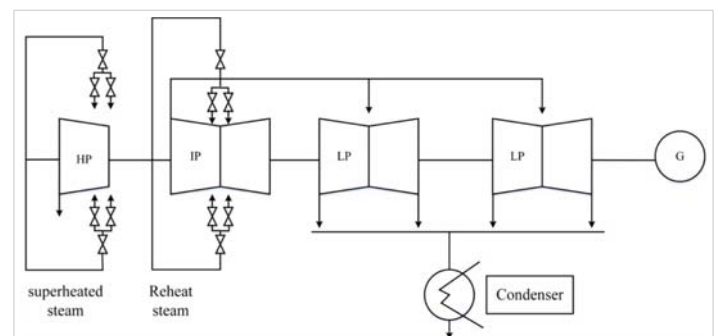 HP
IP
LP
LP
G
superheated
steam
Reheat
steam
Condenser